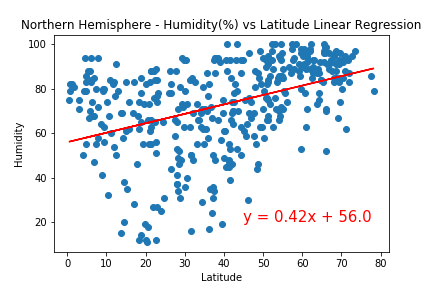 Northern Hemisphere - Humidity(%) vs Latitude Linear Regression
100
80
60
40
20
Humidity
y = 0.42x + 56.0
0 10 20 30 40 50 60 70 80
Latitude